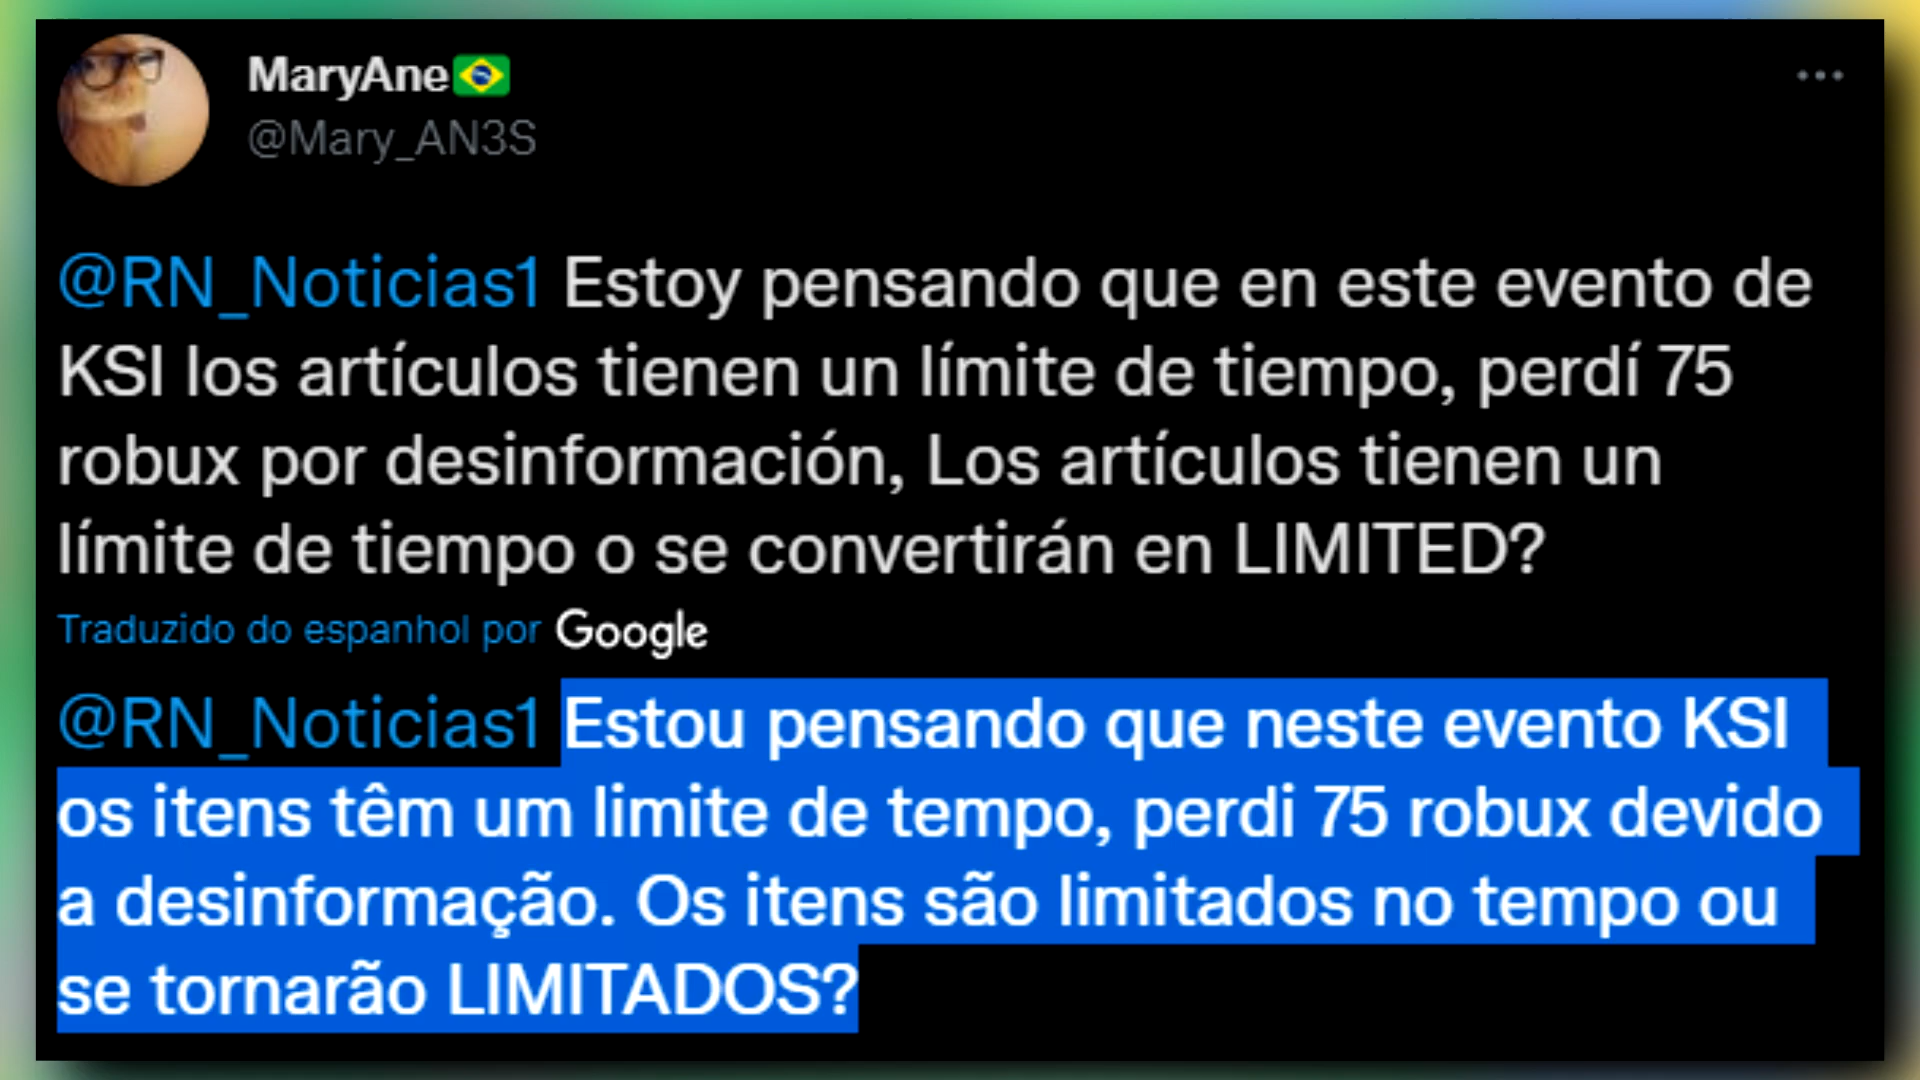 MaryAne🇧🇷
@Mary_AN3S
@RN_Noticias1 Estoy pensando que en este evento de
KSI los artículos tienen un límite de tiempo, perdí 75
robux por desinformación, Los artículos tienen un
límite de tiempo o se convertirán en LIMITED?
Traduzido do espanhol por Google
@RN_Noticias1 Estou pensando que neste evento KSI
os itens têm um limite de tempo, perdi 75 robux devido
a desinformação. Os itens são limitados no tempo ou
se tornarão LIMITADOS?